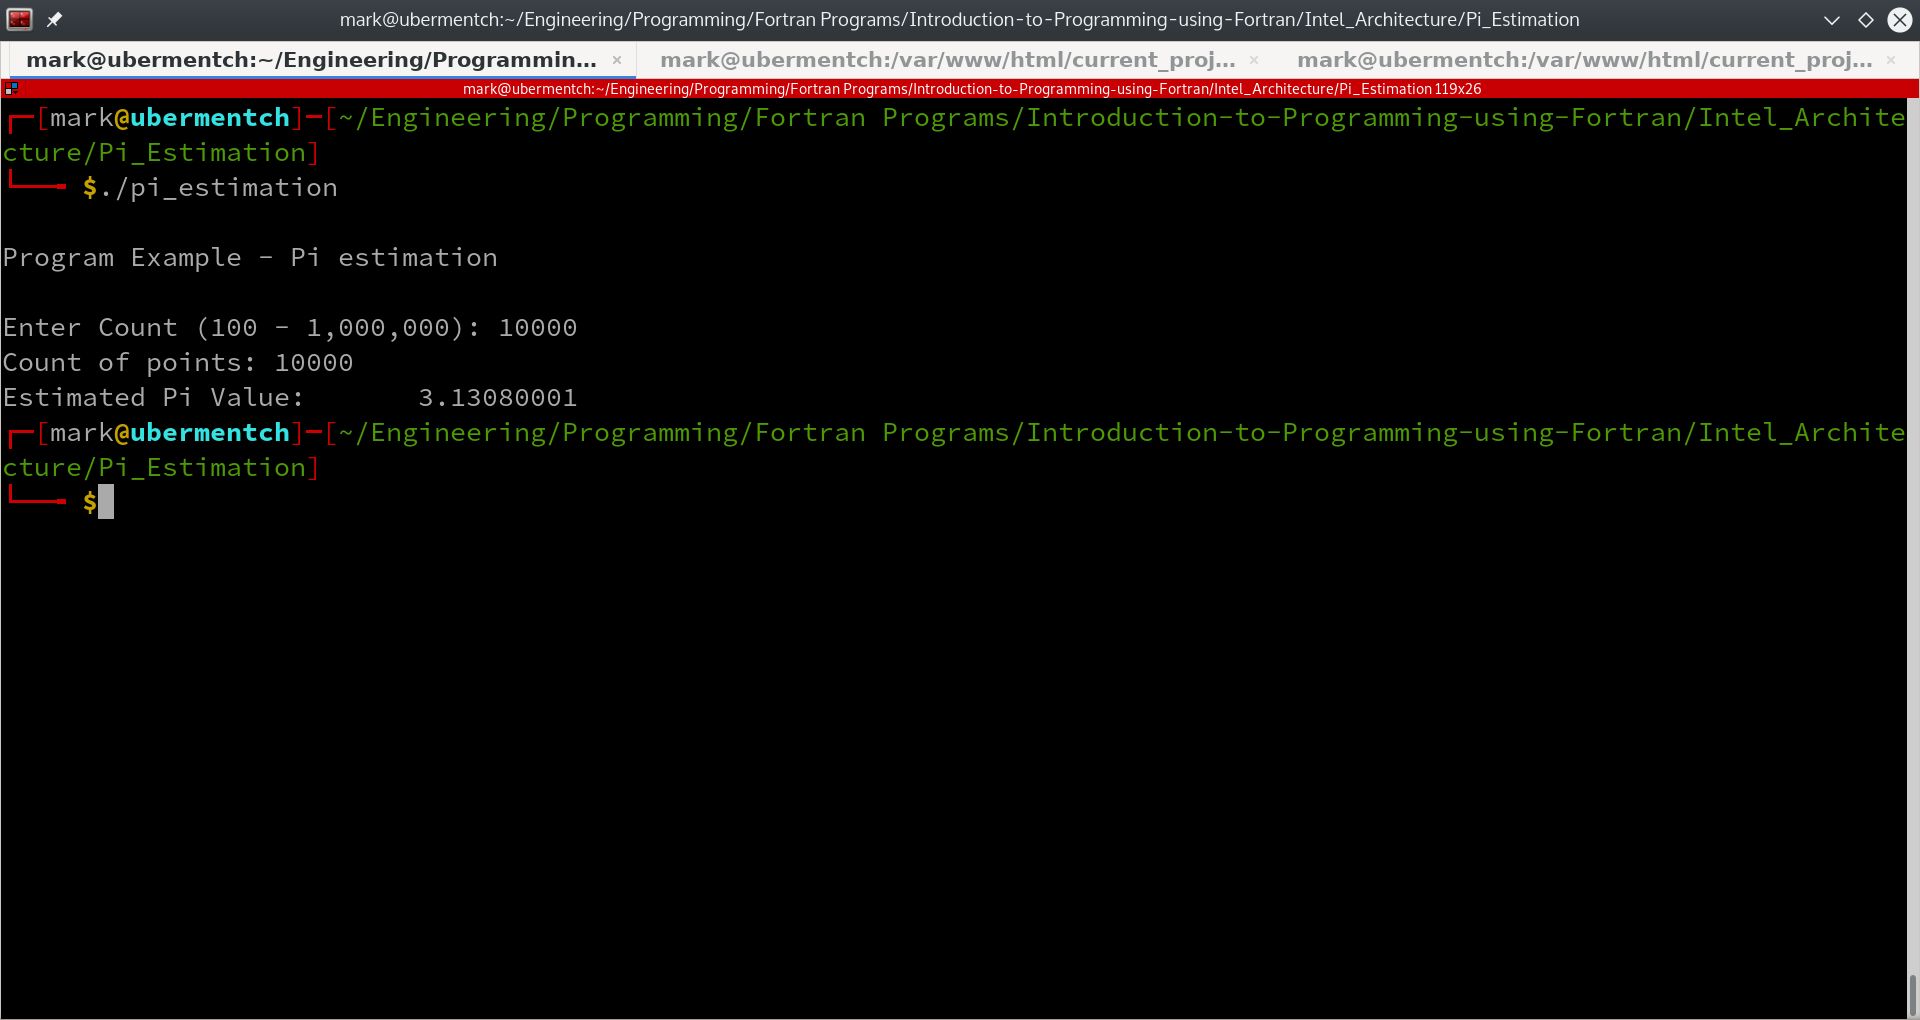 mark@ubermentch:~/Engineering/Programming/Fortran Programs/Introduction-to-Programming-using-Fortran/Intel_Architecture/Pi_Estimation
mark@ubermentch:~/Engineering/Programmin... × mark@ubermentch:/var/www/html/current_proj... × mark@ubermentch:/var/www/html/current_proj... ×
mark@ubermentch:~/Engineering/Programming/Fortran Programs/Introduction-to-Programming-using-Fortran/Intel_Architecture/Pi_Estimation 119x26
┌─[mark@ubermentch]─[~/Engineering/Programming/Fortran Programs/Introduction-to-Programming-using-Fortran/Intel_Archite
cture/Pi_Estimation]
└──╼ $./pi_estimation
Program Example - Pi estimation
Enter Count (100 - 1,000,000): 10000
Count of points: 10000
Estimated Pi Value:       3.13080001
┌─[mark@ubermentch]─[~/Engineering/Programming/Fortran Programs/Introduction-to-Programming-using-Fortran/Intel_Archite
cture/Pi_Estimation]
└──╼ $